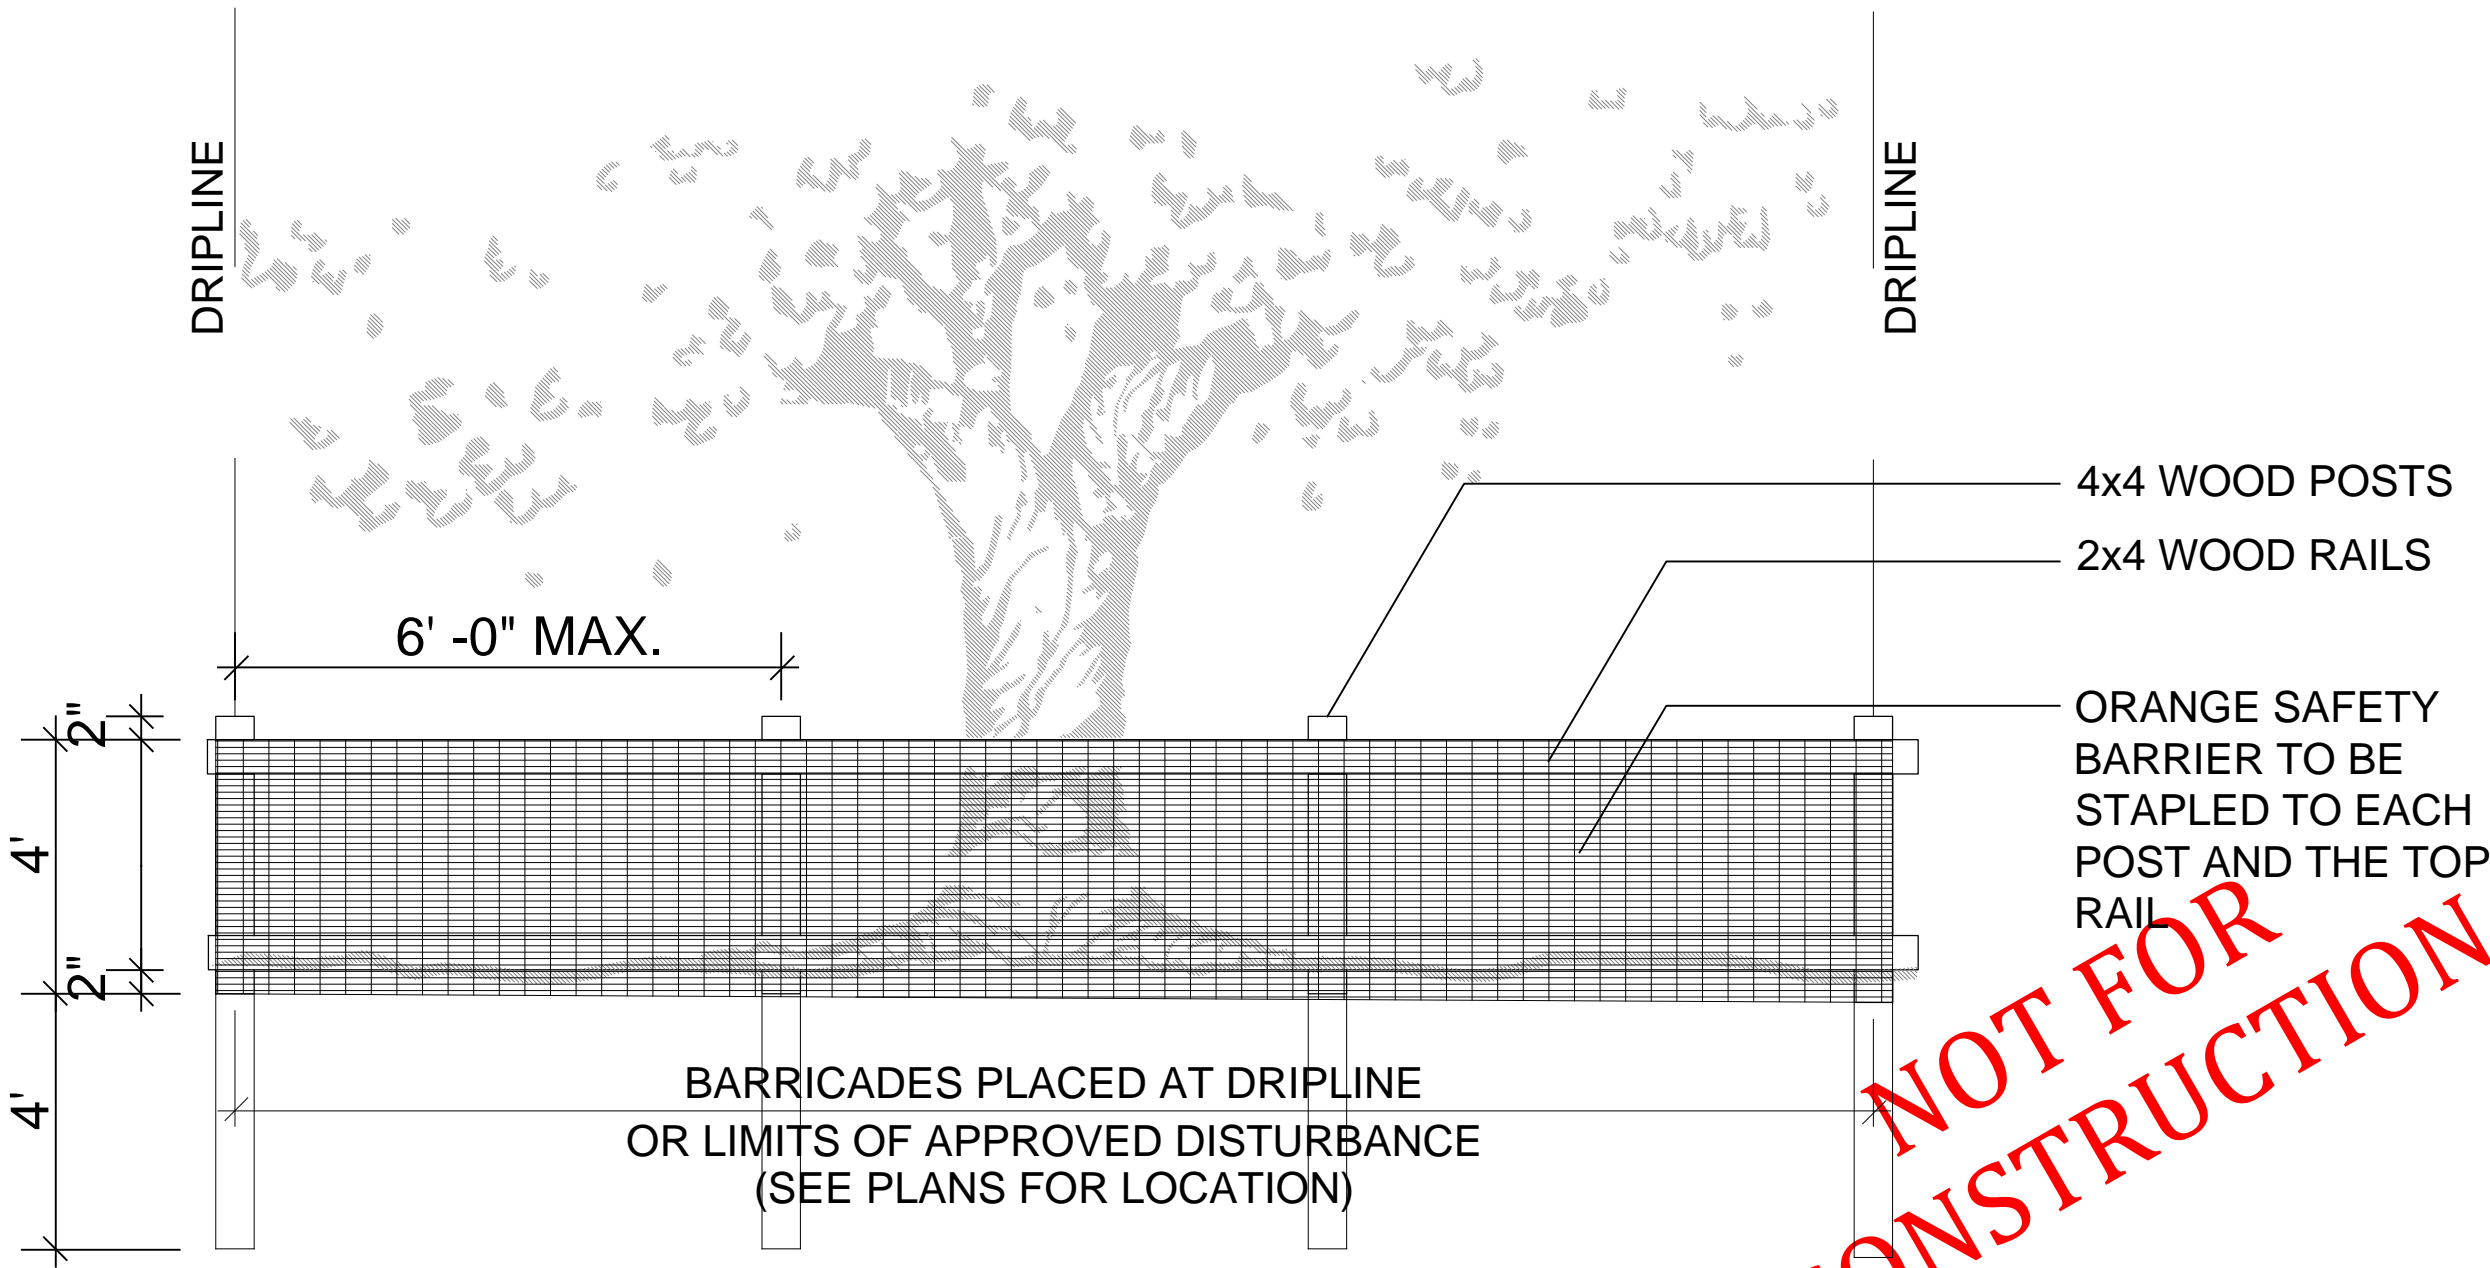 DRIPLINE
DRIPLINE
4x4 WOOD POSTS
2x4 WOOD RAILS
6' -0" MAX.
ORANGE SAFETY
BARRIER TO BE
STAPLED TO EACH
POST AND THE TOP
RAIL
2"
4'
2"
4'
BARRICADES PLACED AT DRIPLINE
OR LIMITS OF APPROVED DISTURBANCE
(SEE PLANS FOR LOCATION)
NOT FOR
CONSTRUCTION